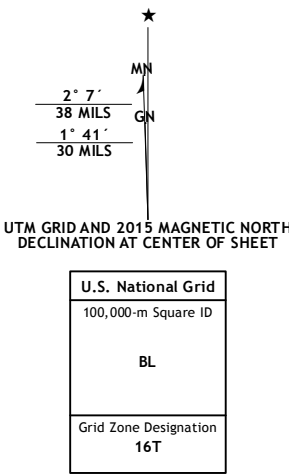 ★
MN
2° 7´
38 MILS
GN
1° 41´
30 MILS
UTM GRID AND 2015 MAGNETIC NORTH
DECLINATION AT CENTER OF SHEET
U.S. National Grid
100,000-m Square ID
BL
Grid Zone Designation
16T